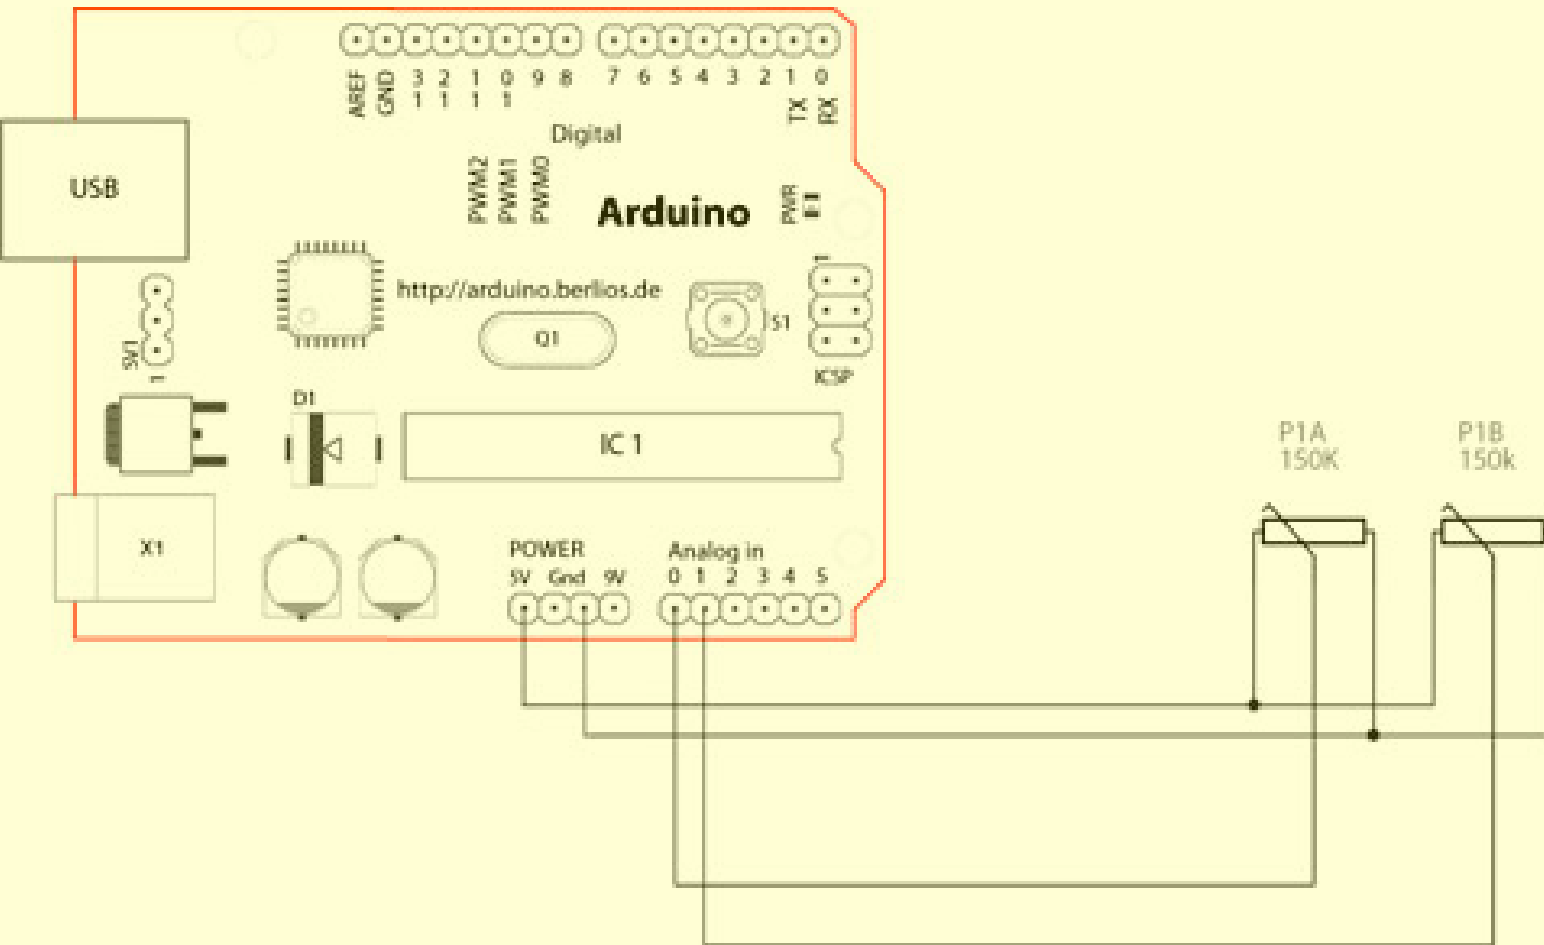 AREF GND 13 12 11 10 9 8 7 6 5 4 3 2 1 0
TX RX
Digital
PWM2 PWM1 PWM0
USB
Arduino
PWR
1
http://arduino.berlios.de
Q1
S1
SV1
1
ICSP
D1
IC 1
P1A
150K
P1B
150k
X1
POWER
5V Gnd 9V
Analog in
0 1 2 3 4 5